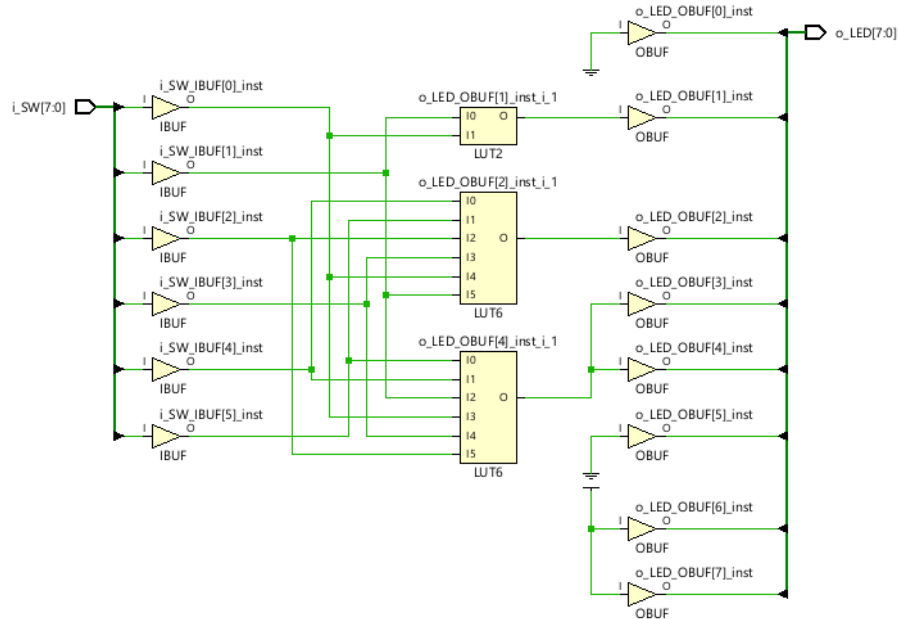 i_SW[7:0]
i_SW_IBUF[0]_inst
I
O
IBUF
i_SW_IBUF[1]_inst
I
O
IBUF
i_SW_IBUF[2]_inst
I
O
IBUF
i_SW_IBUF[3]_inst
I
O
IBUF
i_SW_IBUF[4]_inst
I
O
IBUF
i_SW_IBUF[5]_inst
I
O
IBUF
o_LED_OBUF[1]_inst_i_1
I0
O
I1
LUT2
o_LED_OBUF[2]_inst_i_1
I0
I1
I2
O
I3
I4
I5
LUT6
o_LED_OBUF[4]_inst_i_1
I0
I1
I2
O
I3
I4
I5
LUT6
o_LED_OBUF[0]_inst
I
O
OBUF
o_LED_OBUF[1]_inst
I
O
OBUF
o_LED_OBUF[2]_inst
I
O
OBUF
o_LED_OBUF[3]_inst
I
O
OBUF
o_LED_OBUF[4]_inst
I
O
OBUF
o_LED_OBUF[5]_inst
I
O
OBUF
o_LED_OBUF[6]_inst
I
O
OBUF
o_LED_OBUF[7]_inst
I
O
OBUF
o_LED[7:0]